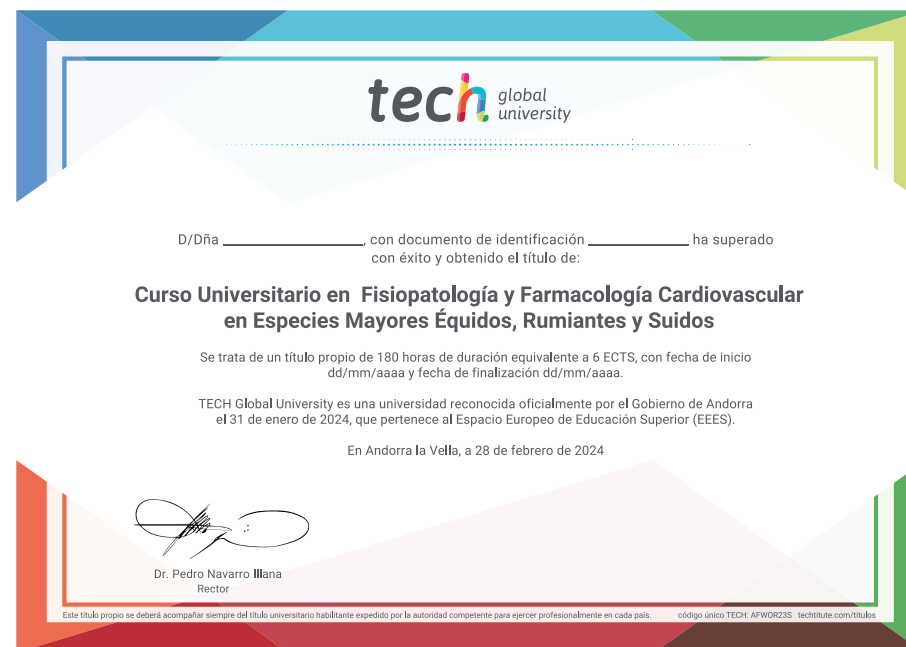 tech global university
D/Dña ____________, con documento de identificación ____________ ha superado
con éxito y obtenido el título de:
Curso Universitario en Fisiopatología y Farmacología Cardiovascular
en Especies Mayores Équidos, Rumiantes y Suidos
Se trata de un título propio de 180 horas de duración equivalente a 6 ECTS, con fecha de inicio
dd/mm/aaaa y fecha de finalización dd/mm/aaaa.
TECH Global University es una universidad reconocida oficialmente por el Gobierno de Andorra
el 31 de enero de 2024, que pertenece al Espacio Europeo de Educación Superior (EEES).
En Andorra la Vella, a 28 de febrero de 2024
Dr. Pedro Navarro Illana
Rector
Este título propio se deberá acompañar siempre del título universitario habilitante expedido por la autoridad competente para ejercer profesionalmente en cada país. código único TECH: AFWOR23S techtitute.com/titulos